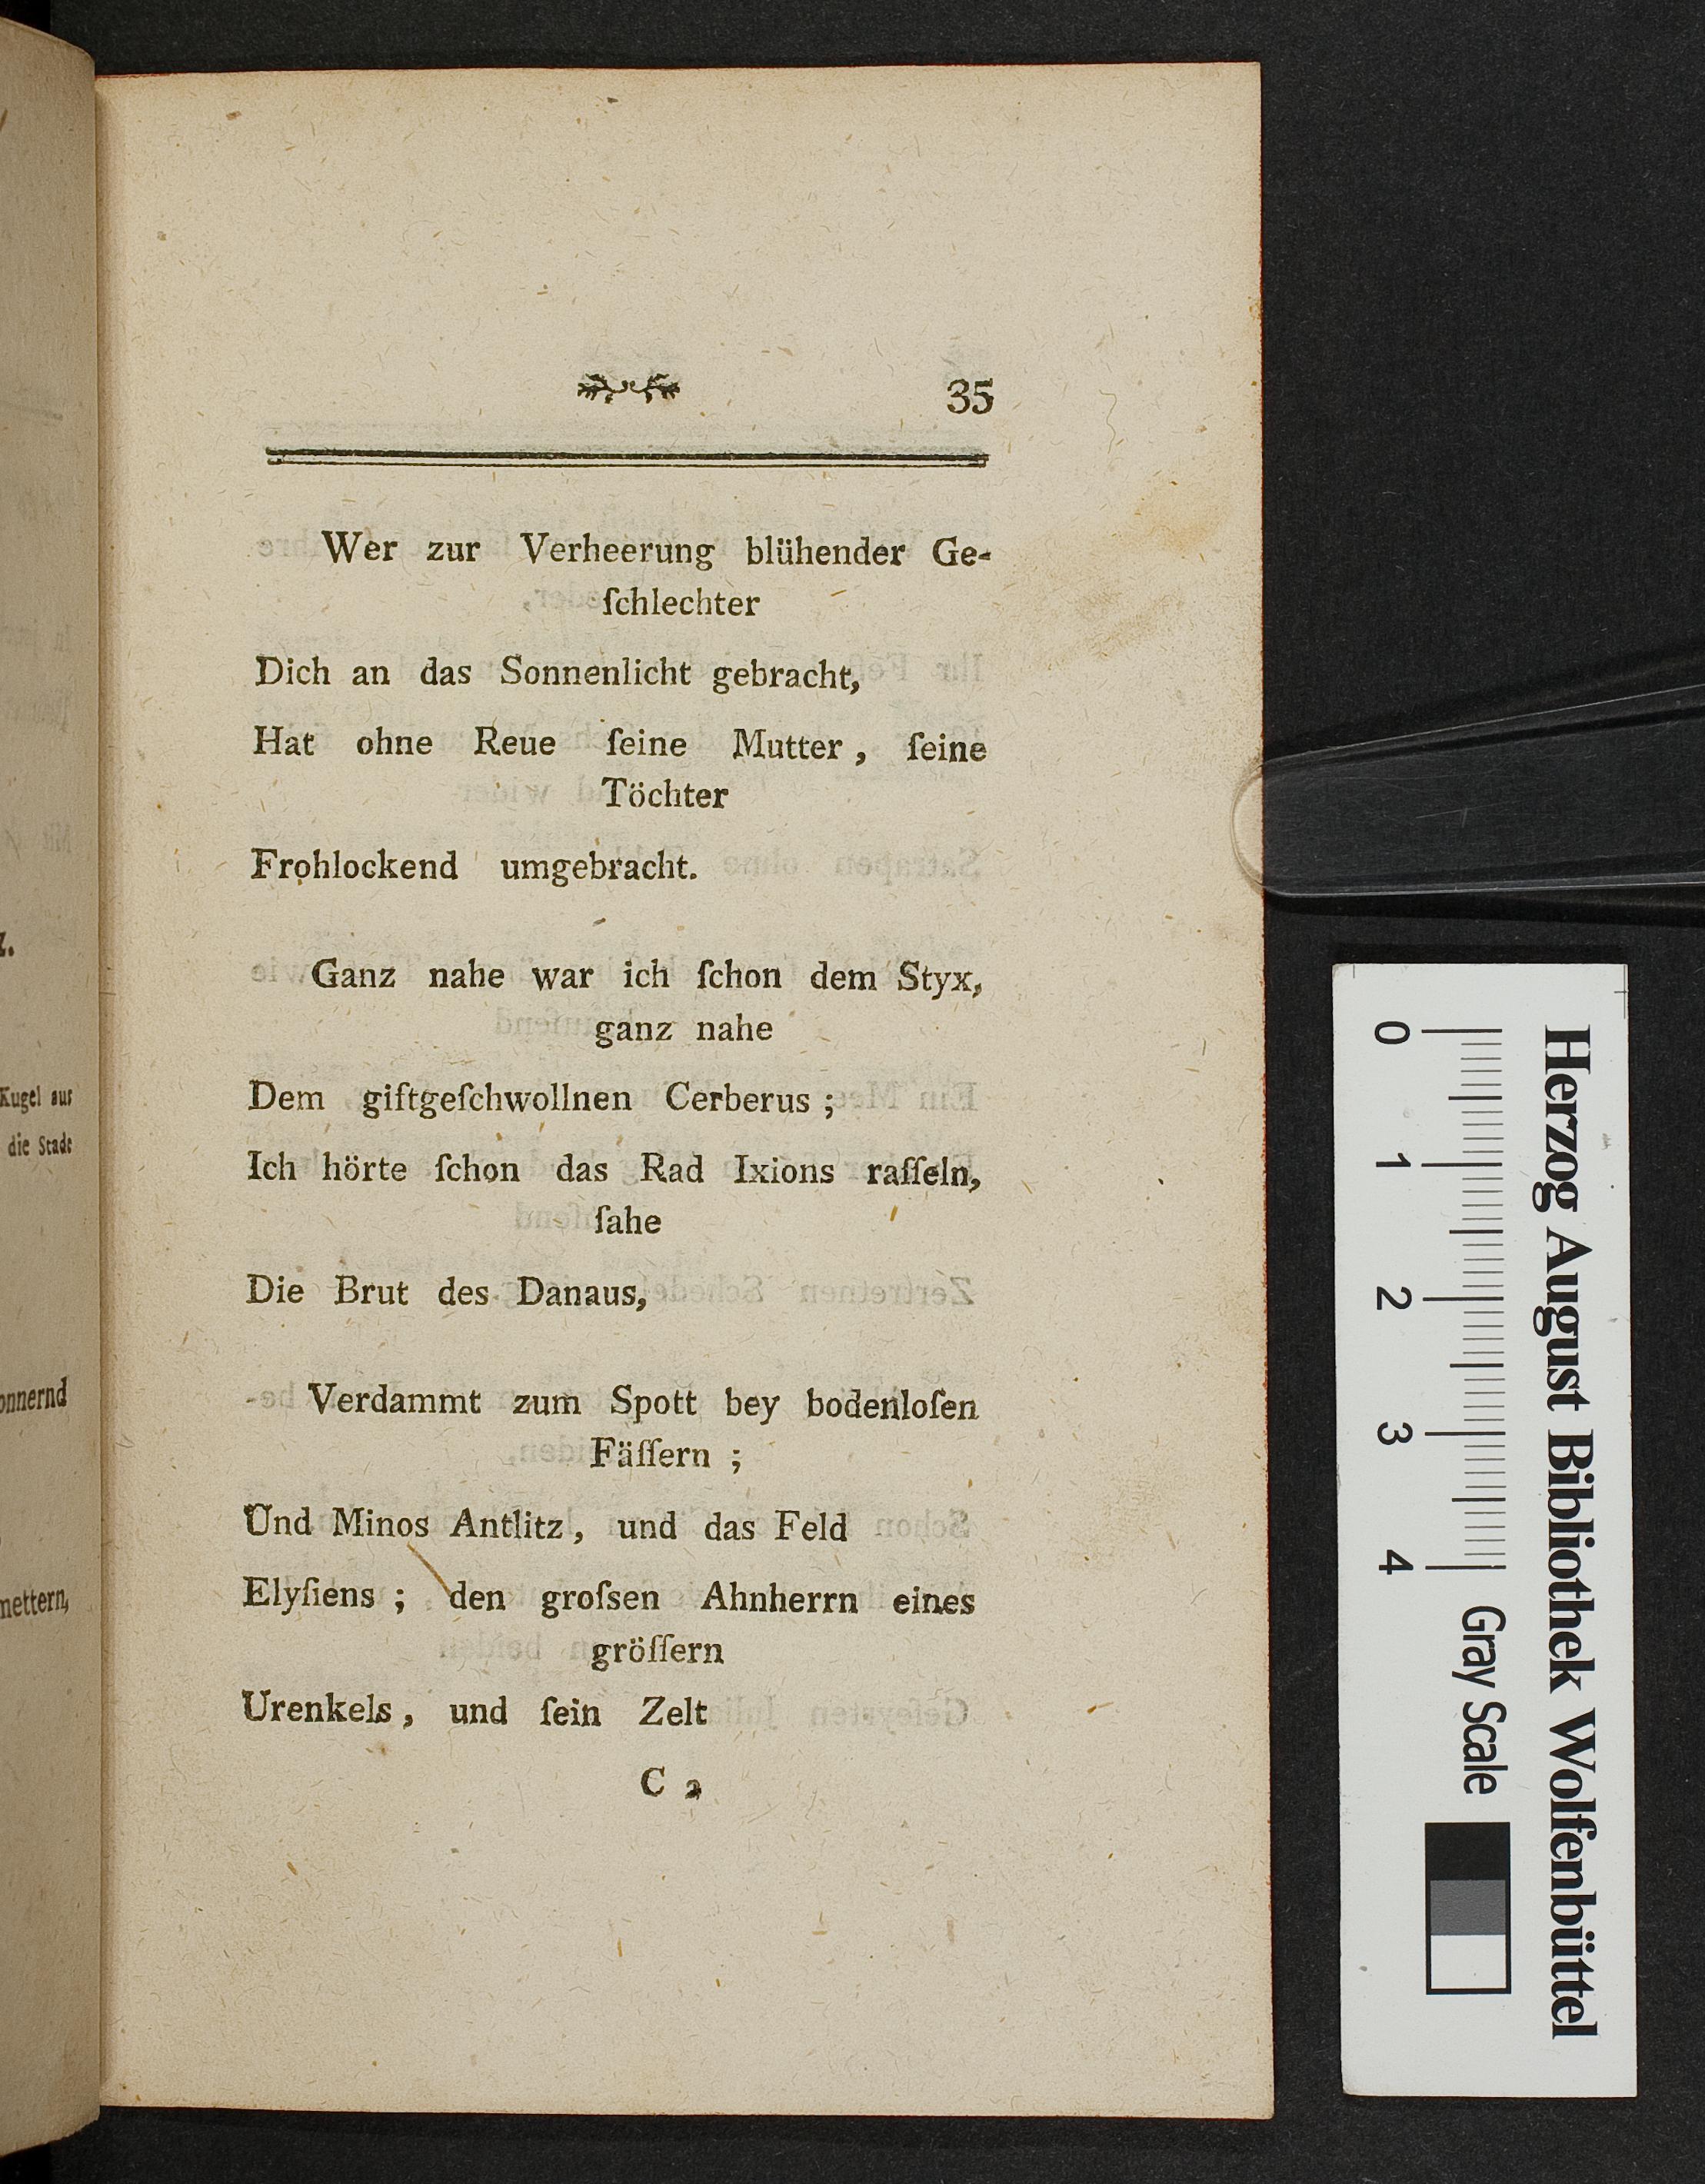 35
Wer zur Verheerung blühender Ge-
ſchlechter
Dich an das Sonnenlicht gebracht,
Hat ohne Reue ſeine Mutter, ſeine
Töchter
Frohlockend umgebracht.
Ganz nahe war ich ſchon dem Styx,
ganz nahe
Dem giftgeſchwollnen Cerberus;
Ich hörte ſchon das Rad Ixions raſſeln,
ſahe
Die Brut des Danaus,
Verdammt zum Spott bey bodenloſen
Fäſſern;
Und Minos Antlitz, und das Feld
Elyſiens; den groſsen Ahnherrn eines
gröſſern
Urenkels, und ſein Zelt
C 2
Kugel aus
die Stadt
onnernd
mettern,
Herzog August Bibliothek Wolfenbüttel
0 1 2 3 4 Gray Scale